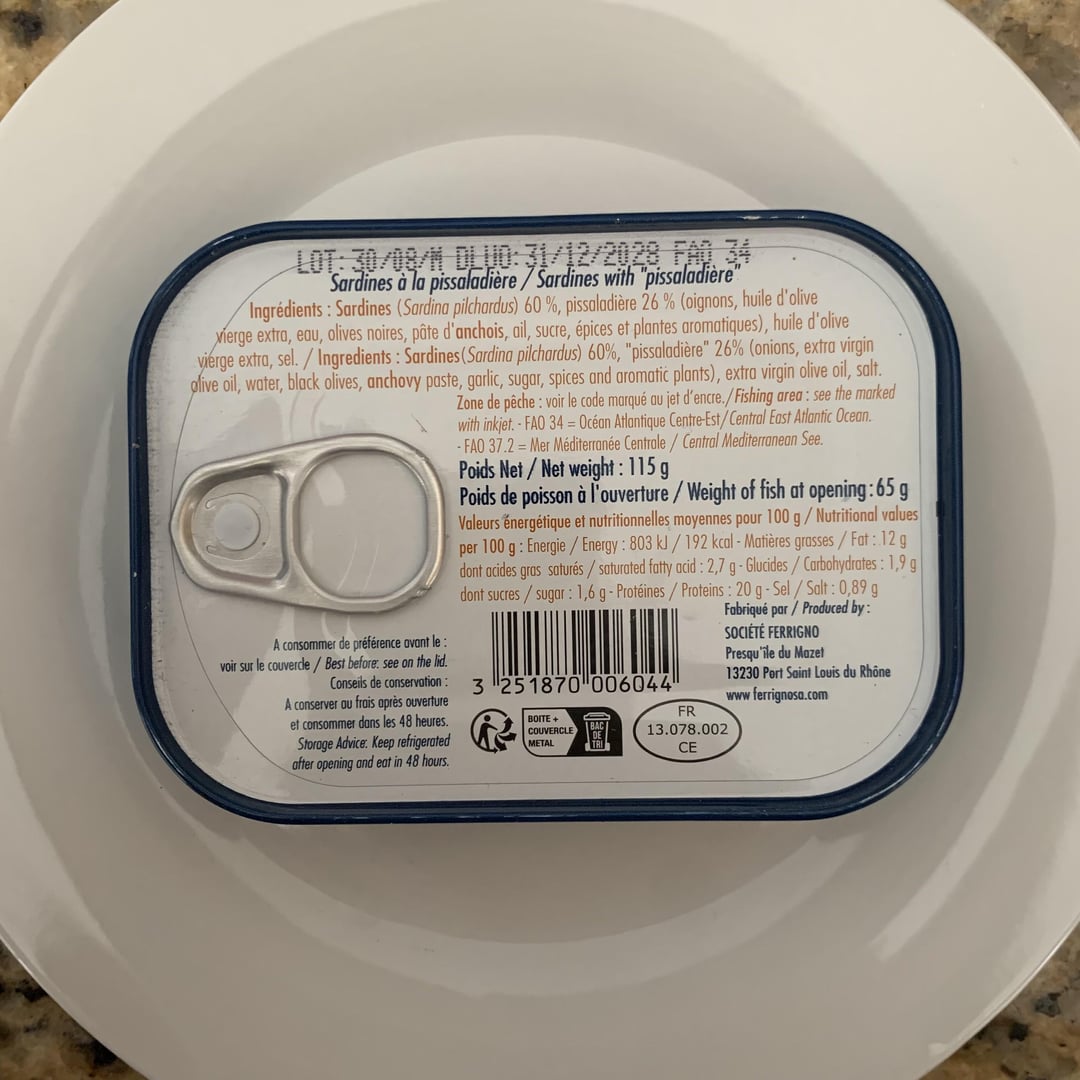 LOT: 30/08/M DLUO: 31/12/2028 FAO 34
Sardines à la pissaladière / Sardines with "pissaladière"
Ingrédients : Sardines (Sardina pilchardus) 60 %, pissaladière 26 % (oignons, huile d'olive
vierge extra, eau, olives noires, pâte d'anchois, ail, sucre, épices et plantes aromatiques), huile d'olive
vierge extra, sel. / Ingredients : Sardines(Sardina pilchardus) 60%, "pissaladière" 26% (onions, extra virgin
olive oil, water, black olives, anchovy paste, garlic, sugar, spices and aromatic plants), extra virgin olive oil, salt.
Zone de pêche : voir le code marqué au jet d'encre./Fishing area : see the marked
with inkjet. - FAO 34 = Océan Atlantique Centre-Est/Central East Atlantic Ocean.
- FAO 37.2 = Mer Méditerranée Centrale / Central Mediterranean See.
Poids Net / Net weight : 115 g
Poids de poisson à l'ouverture / Weight of fish at opening : 65 g
Valeurs énergétique et nutritionnelles moyennes pour 100 g / Nutritional values
per 100 g : Energie / Energy : 803 kJ / 192 kcal - Matières grasses / Fat : 12 g
dont acides gras saturés / saturated fatty acid : 2,7 g - Glucides / Carbohydrates : 1,9 g
dont sucres / sugar : 1,6 g - Protéines / Proteins : 20 g - Sel / Salt : 0,89 g
A consommer de préférence avant le :
voir sur le couvercle / Best before: see on the lid.
Conseils de conservation :
A conserver au frais après ouverture
et consommer dans les 48 heures.
Storage Advice: Keep refrigerated
after opening and eat in 48 hours.
3 251870 006044
BOITE +
COUVERCLE
METAL
BAC
DE
TRI
Fabriqué par / Produced by :
SOCIÉTÉ FERRIGNO
Presqu'île du Mazet
13230 Port Saint Louis du Rhône
www.ferrignosa.com
FR
13.078.002
CE